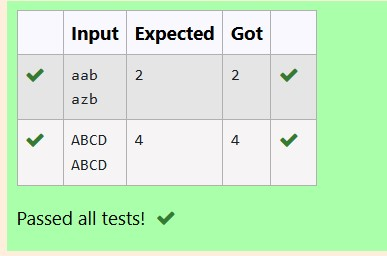 Input Expected Got
aab 2 2
azb
ABCD 4 4
ABCD
Passed all tests!